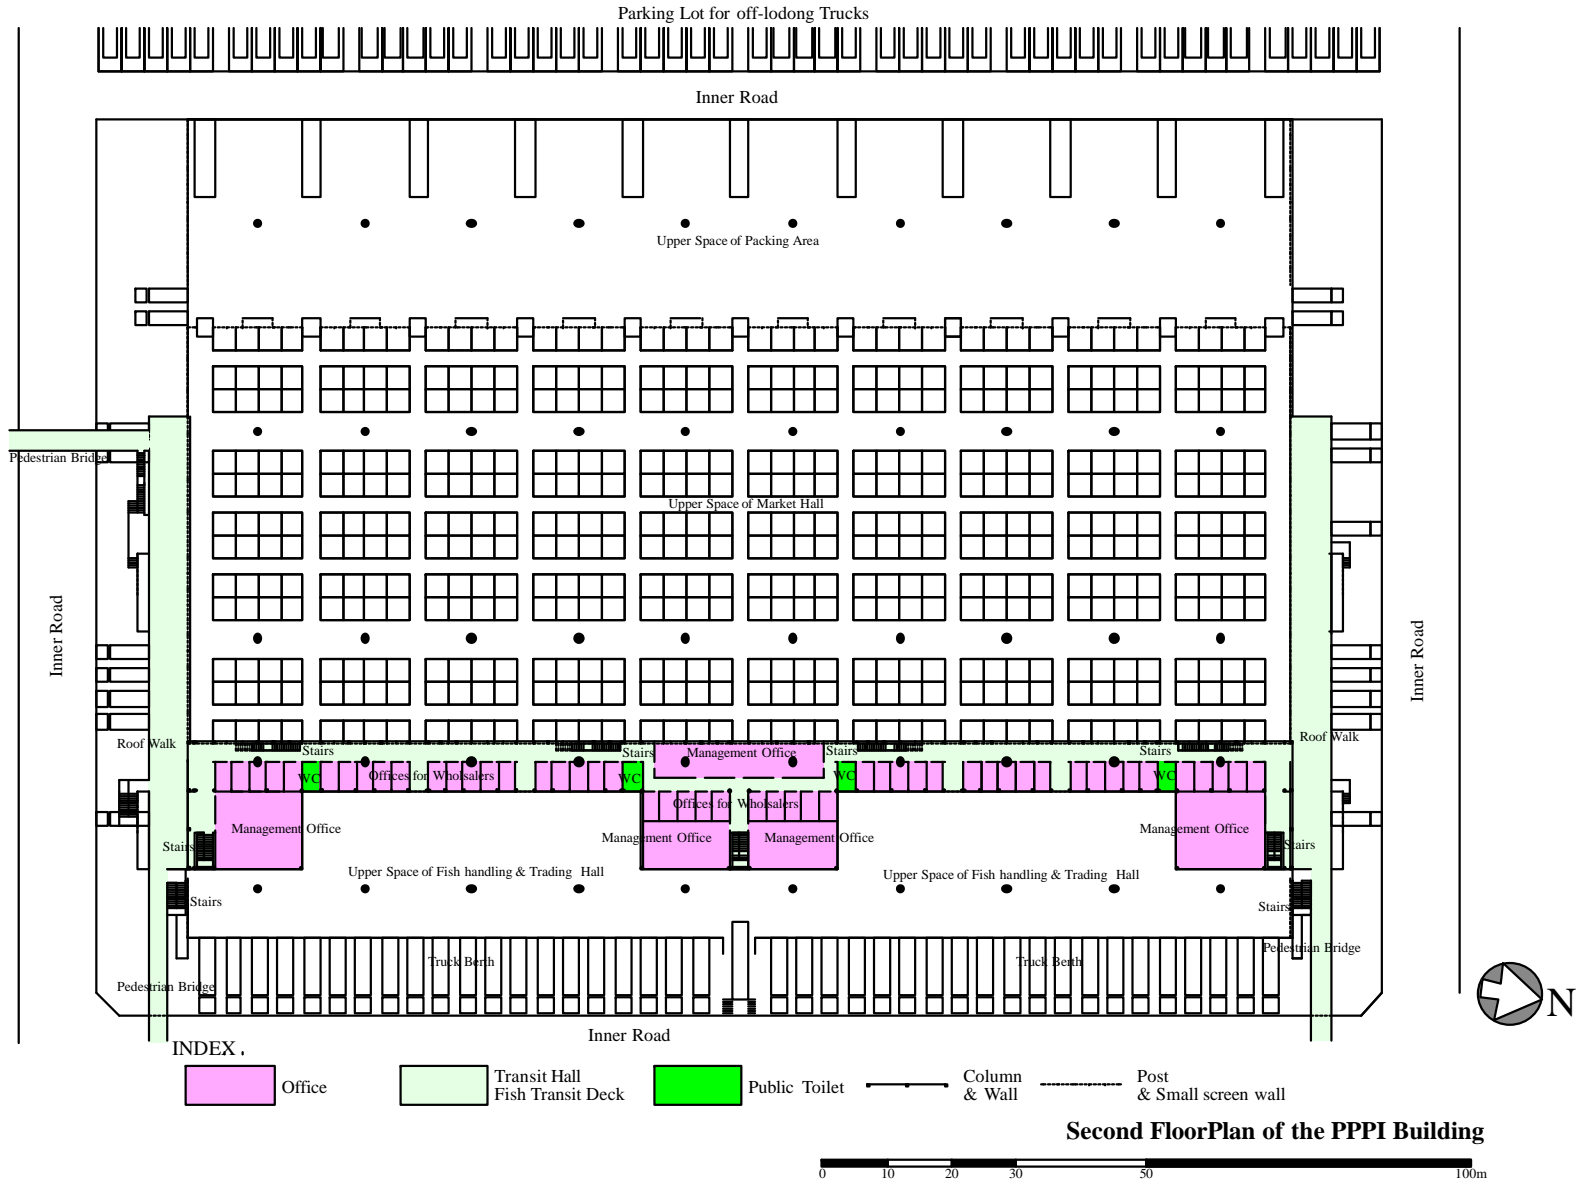 Parking Lot for off-lodong Trucks
Inner Road
Upper Space of Packing Area
Pedestrian Bridge
Upper Space of Market Hall
Inner Road
Inner Road
Roof Walk
Roof Walk
Stairs
Stairs
Management Office
Stairs
Stairs
WC
Offices for Wholsalers
WC
WC
WC
Offices for Wholsalers
Management Office
Management Office
Management Office
Management Office
Stairs
Stairs
Upper Space of Fish handling & Trading Hall
Upper Space of Fish handling & Trading Hall
Stairs
Stairs
Pedestrian Bridge
Truck Berth
Truck Berth
Pedestrian Bridge
N
Inner Road
INDEX
Office
Transit Hall
Fish Transit Deck
Public Toilet
Column
& Wall
Post
& Small screen wall
Second FloorPlan of the PPPI Building
0 10 20 30 50 100m